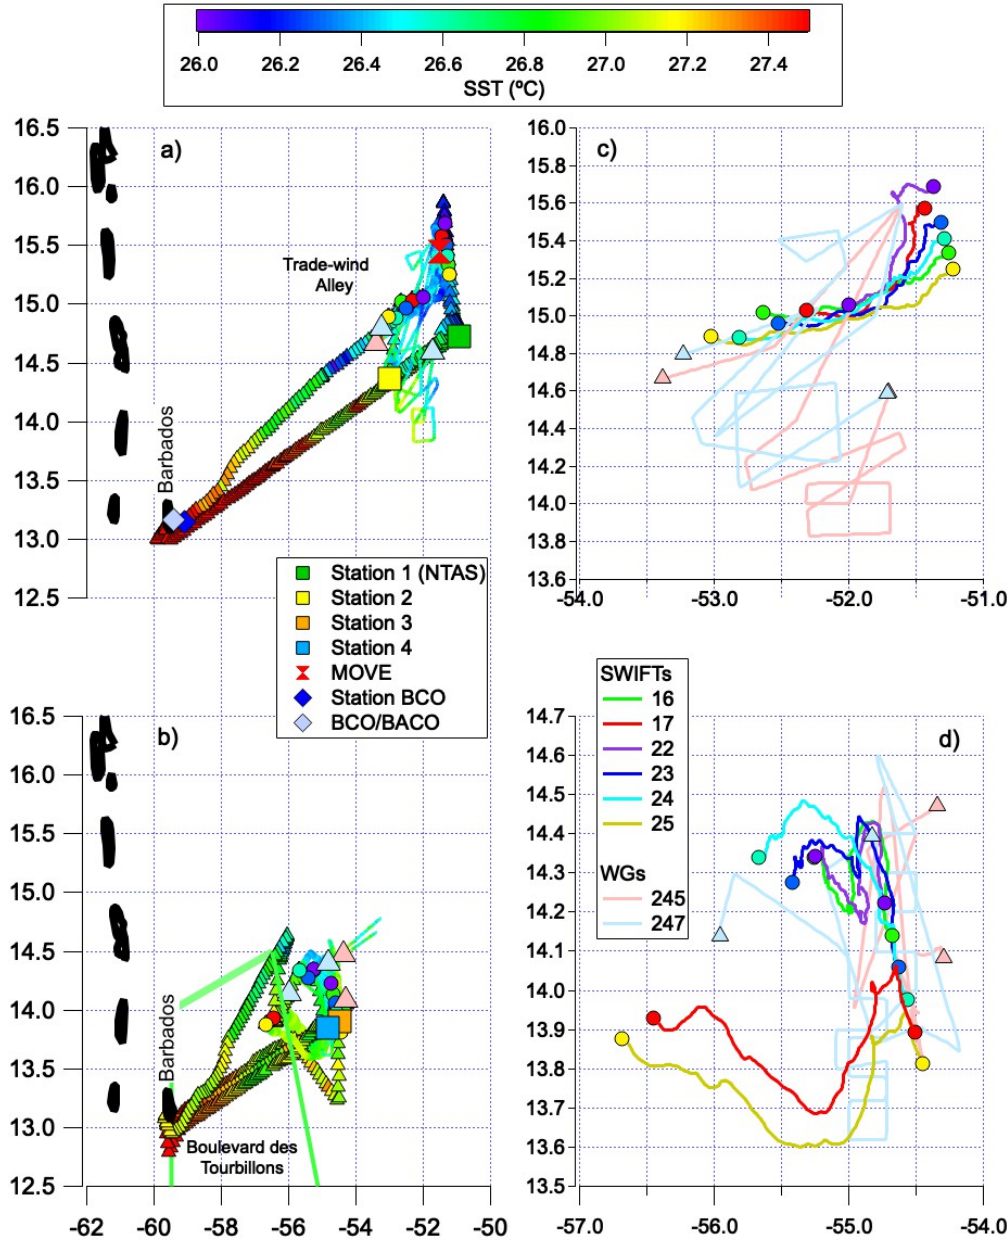 26.0 26.2 26.4 26.6 26.8 27.0 27.2 27.4
SST (ºC)
a)
16.5
16.0
15.5
15.0
14.5
14.0
13.5
13.0
12.5
Trade-wind
Alley
Barbados
c)
16.0
15.8
15.6
15.4
15.2
15.0
14.8
14.6
14.4
14.2
14.0
13.8
13.6
-54.0 -53.0 -52.0 -51.0
Station 1 (NTAS)
Station 2
Station 3
Station 4
MOVE
Station BCO
BCO/BACO
b)
16.5
16.0
15.5
15.0
14.5
14.0
13.5
13.0
12.5
Barbados
Boulevard des
Tourbillons
-62 -60 -58 -56 -54 -52 -50
SWIFTs
16
17
22
23
24
25
WGs
245
247
d)
14.7
14.6
14.5
14.4
14.3
14.2
14.1
14.0
13.9
13.8
13.7
13.6
13.5
-57.0 -56.0 -55.0 -54.0